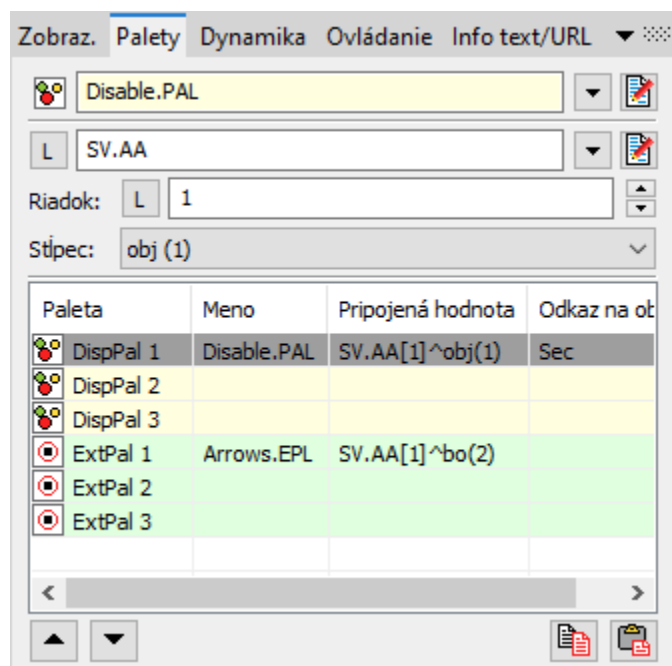 Zobraz. Palety Dynamika Ovládanie Info text/URL
Disable.PAL
L SV.AA
Riadok: L 1
Stĺpec: obj (1)
Paleta Meno Pripojená hodnota Odkaz na ob
DispPal 1 Disable.PAL SV.AA[1]^obj(1) Sec
DispPal 2
DispPal 3
ExtPal 1 Arrows.EPL SV.AA[1]^bo(2)
ExtPal 2
ExtPal 3